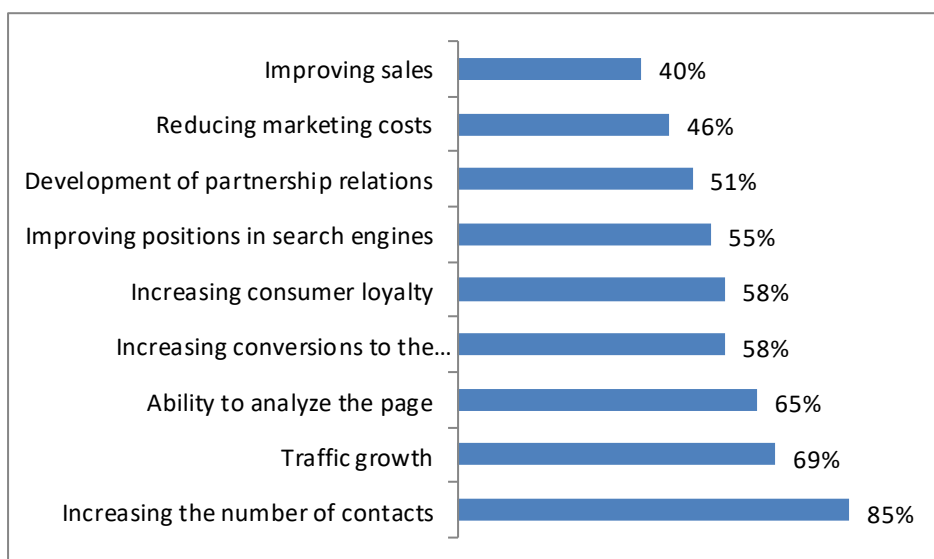 Improving sales 40%
Reducing marketing costs 46%
Development of partnership relations 51%
Improving positions in search engines 55%
Increasing consumer loyalty 58%
Increasing conversions to the… 58%
Ability to analyze the page 65%
Traffic growth 69%
Increasing the number of contacts 85%